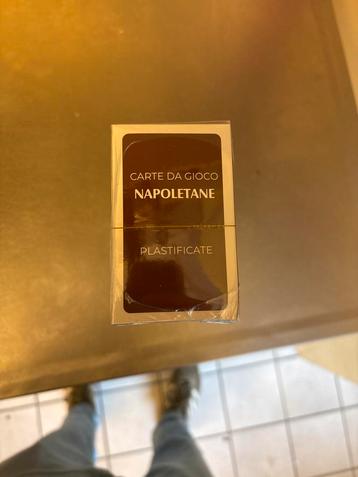 CARTE DA GIOCO
NAPOLETANE
PLASTIFICATE